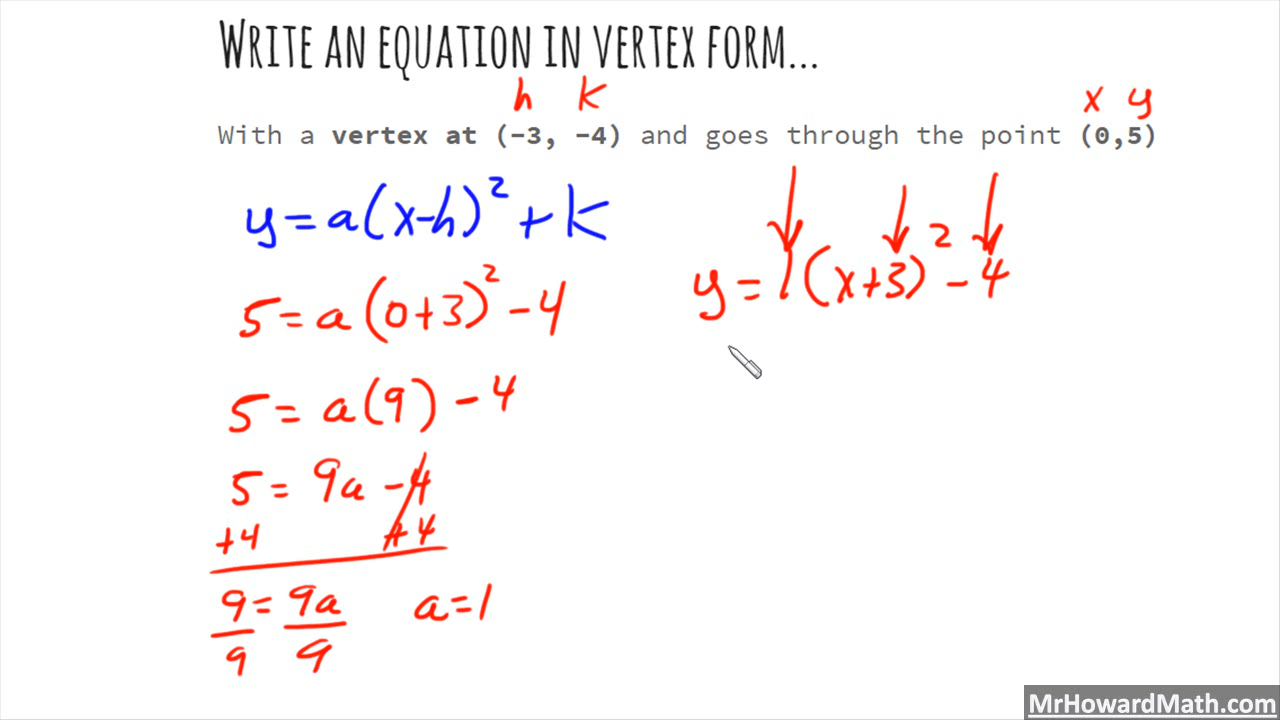 WRITE AN EQUATION IN VERTEX FORM...
h k
x y
With a vertex at (-3, -4) and goes through the point (0,5)
y=a(x-h)²+k
5=a(0+3)²-4
5=a(9)-4
5=9a-4
+4 +4
9=9a
9 9
a=1
y=1(x+3)²-4
MrHowardMath.com